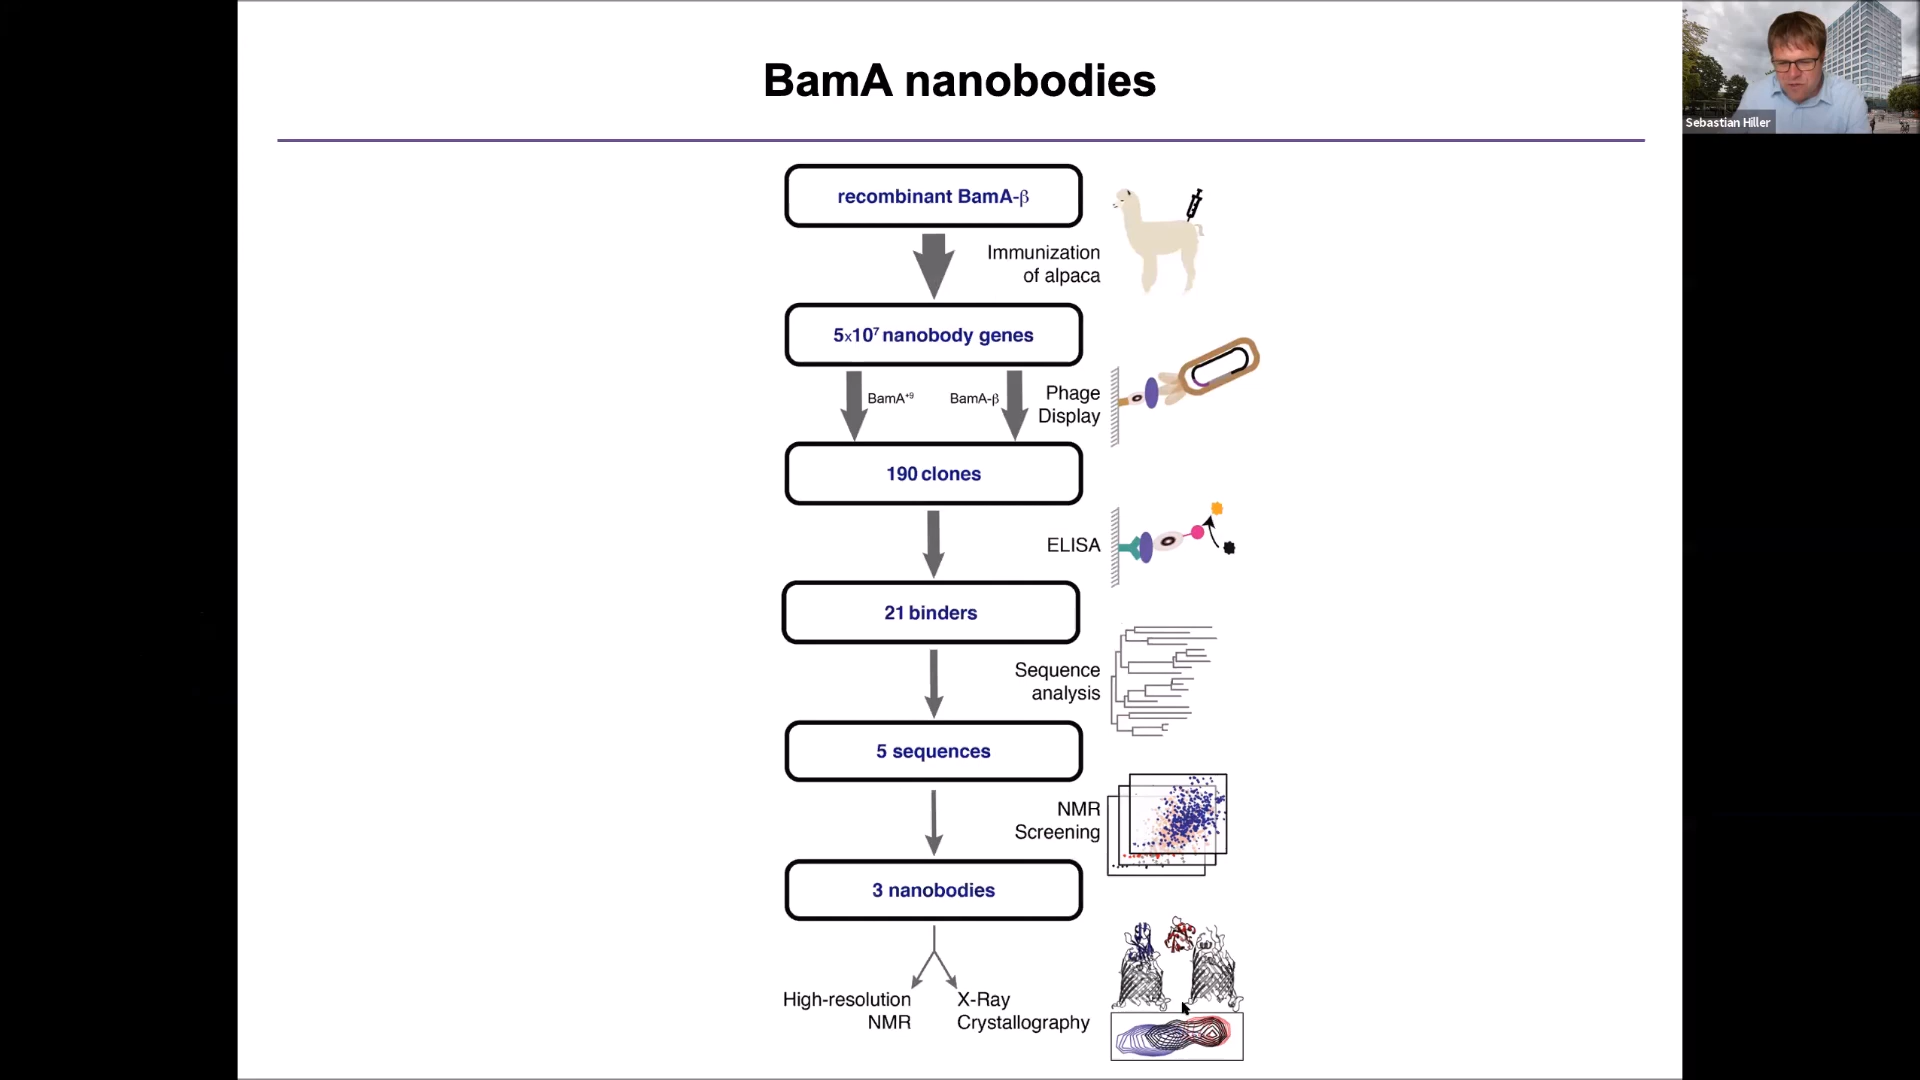 BamA nanobodies
Sebastian Hiller
recombinant BamA-β
Immunization
of alpaca
5x10⁷ nanobody genes
BamA⁺⁹
BamA-β
Phage
Display
190 clones
ELISA
21 binders
Sequence
analysis
5 sequences
NMR
Screening
3 nanobodies
High-resolution
NMR
X-Ray
Crystallography